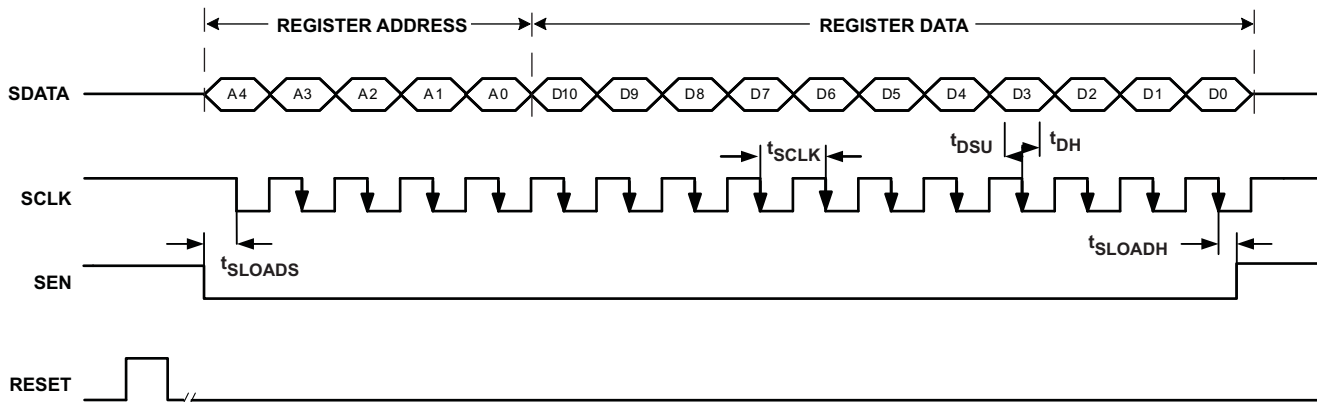 REGISTER ADDRESS REGISTER DATA
SDATA A4 A3 A2 A1 A0 D10 D9 D8 D7 D6 D5 D4 D3 D2 D1 D0
tSCLK tDSU tDH
SCLK
tSLOADS tSLOADH
SEN
RESET